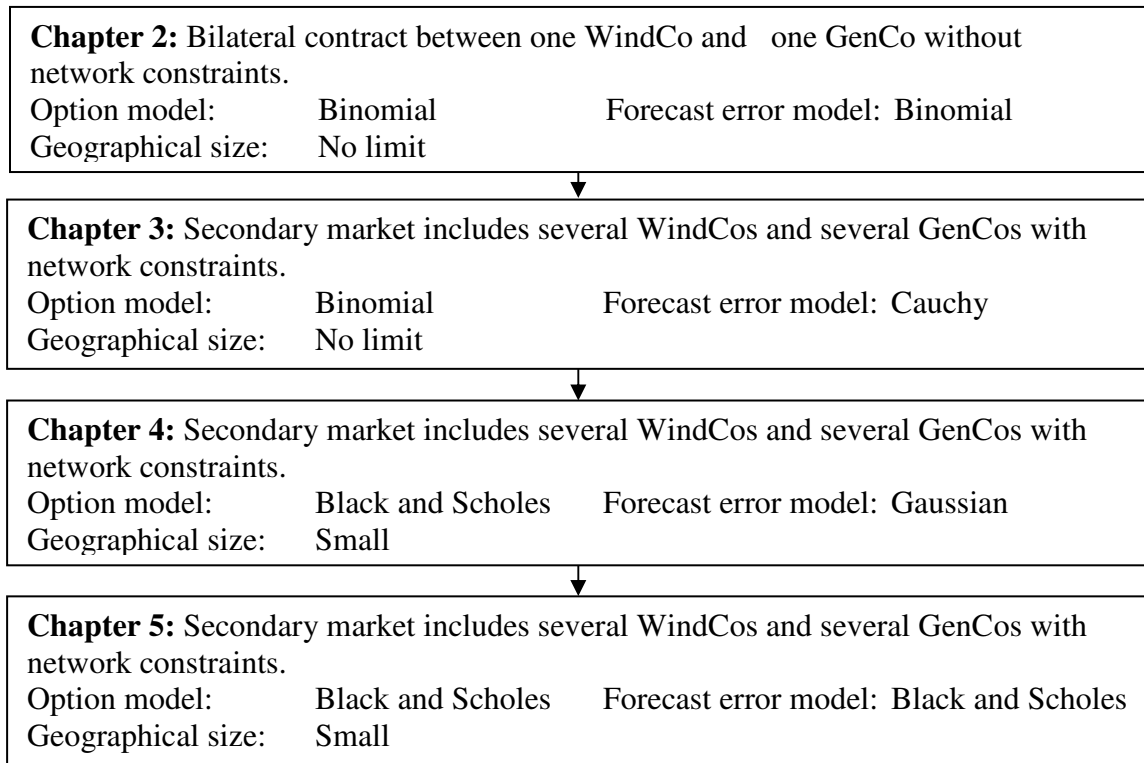 Chapter 2: Bilateral contract between one WindCo and one GenCo without
network constraints.
Option model: Binomial Forecast error model: Binomial
Geographical size: No limit
Chapter 3: Secondary market includes several WindCos and several GenCos with
network constraints.
Option model: Binomial Forecast error model: Cauchy
Geographical size: No limit
Chapter 4: Secondary market includes several WindCos and several GenCos with
network constraints.
Option model: Black and Scholes Forecast error model: Gaussian
Geographical size: Small
Chapter 5: Secondary market includes several WindCos and several GenCos with
network constraints.
Option model: Black and Scholes Forecast error model: Black and Scholes
Geographical size: Small